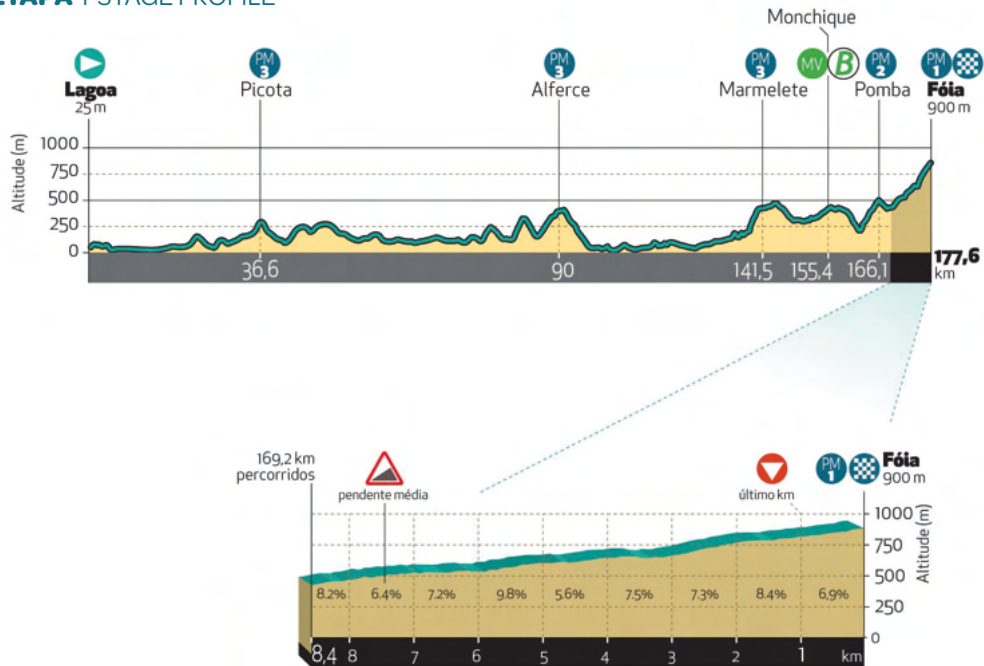 ETAPA | STAGE PROFILE
Monchique
PM 3
PM 3
PM 3
MV
B
PM 2
PM 1
Lagoa
25 m
Picota
Alferce
Marmelete
Pomba
Fóia
900 m
Altitude (m)
1000
750
500
250
0
36,6
90
141,5
155,4
166,1
177,6
km
169,2 km
percorridos
pendente média
último km
PM 1
Fóia
900 m
1000
750
500
250
0
Altitude (m)
8.2%
6.4%
7.2%
9.8%
5.6%
7.5%
7.3%
8.4%
6,9%
8,4
8
7
6
5
4
3
2
1
km